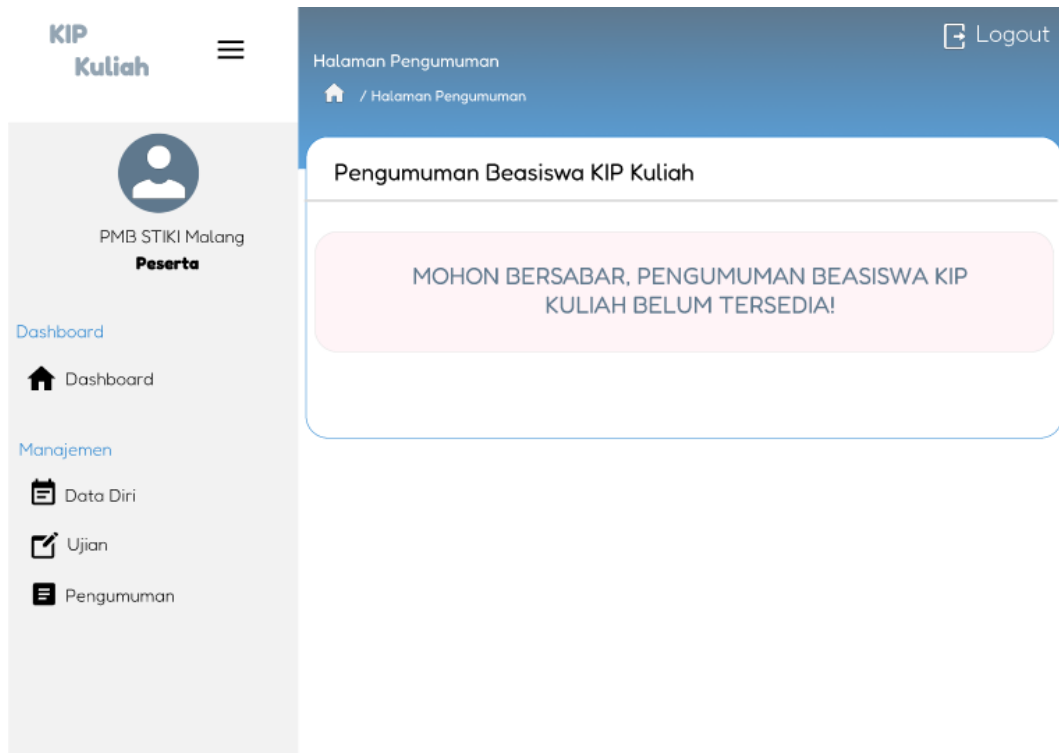 KIP
Kuliah
Logout
Halaman Pengumuman
/ Halaman Pengumuman
PMB STIKI Malang
Peserta
Dashboard
Dashboard
Manajemen
Data Diri
Ujian
Pengumuman
Pengumuman Beasiswa KIP Kuliah
MOHON BERSABAR, PENGUMUMAN BEASISWA KIP
KULIAH BELUM TERSEDIA!